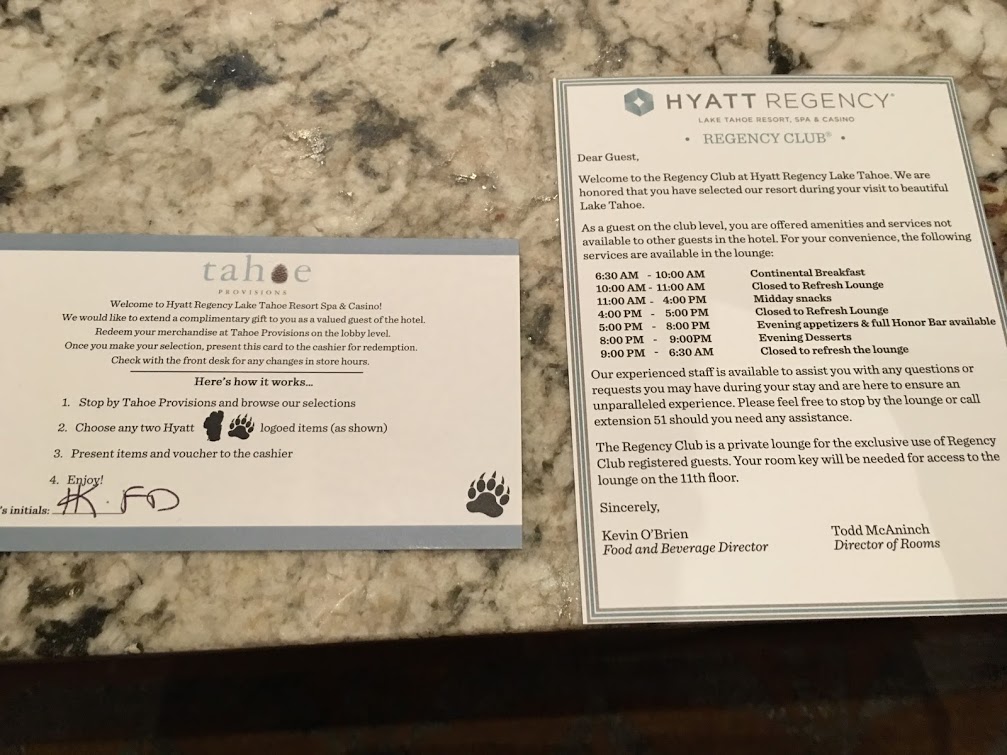 tahoe
PROVISIONS
Welcome to Hyatt Regency Lake Tahoe Resort Spa & Casino!
We would like to extend a complimentary gift to you as a valued guest of the hotel.
Redeem your merchandise at Tahoe Provisions on the lobby level.
Once you make your selection, present this card to the cashier for redemption.
Check with the front desk for any changes in store hours.
Here's how it works...
1. Stop by Tahoe Provisions and browse our selections
2. Choose any two Hyatt logoed items (as shown)
3. Present items and voucher to the cashier
4. Enjoy!
's initials: HK. FD
HYATT REGENCY®
LAKE TAHOE RESORT, SPA & CASINO
• REGENCY CLUB® •
Dear Guest,
Welcome to the Regency Club at Hyatt Regency Lake Tahoe. We are
honored that you have selected our resort during your visit to beautiful
Lake Tahoe.
As a guest on the club level, you are offered amenities and services not
available to other guests in the hotel. For your convenience, the following
services are available in the lounge:
6:30 AM - 10:00 AM Continental Breakfast
10:00 AM - 11:00 AM Closed to Refresh Lounge
11:00 AM - 4:00 PM Midday snacks
4:00 PM - 5:00 PM Closed to Refresh Lounge
5:00 PM - 8:00 PM Evening appetizers & full Honor Bar available
8:00 PM - 9:00PM Evening Desserts
9:00 PM - 6:30 AM Closed to refresh the lounge
Our experienced staff is available to assist you with any questions or
requests you may have during your stay and are here to ensure an
unparalleled experience. Please feel free to stop by the lounge or call
extension 51 should you need any assistance.
The Regency Club is a private lounge for the exclusive use of Regency
Club registered guests. Your room key will be needed for access to the
lounge on the 11th floor.
Sincerely,
Kevin O'Brien Todd McAninch
Food and Beverage Director Director of Rooms